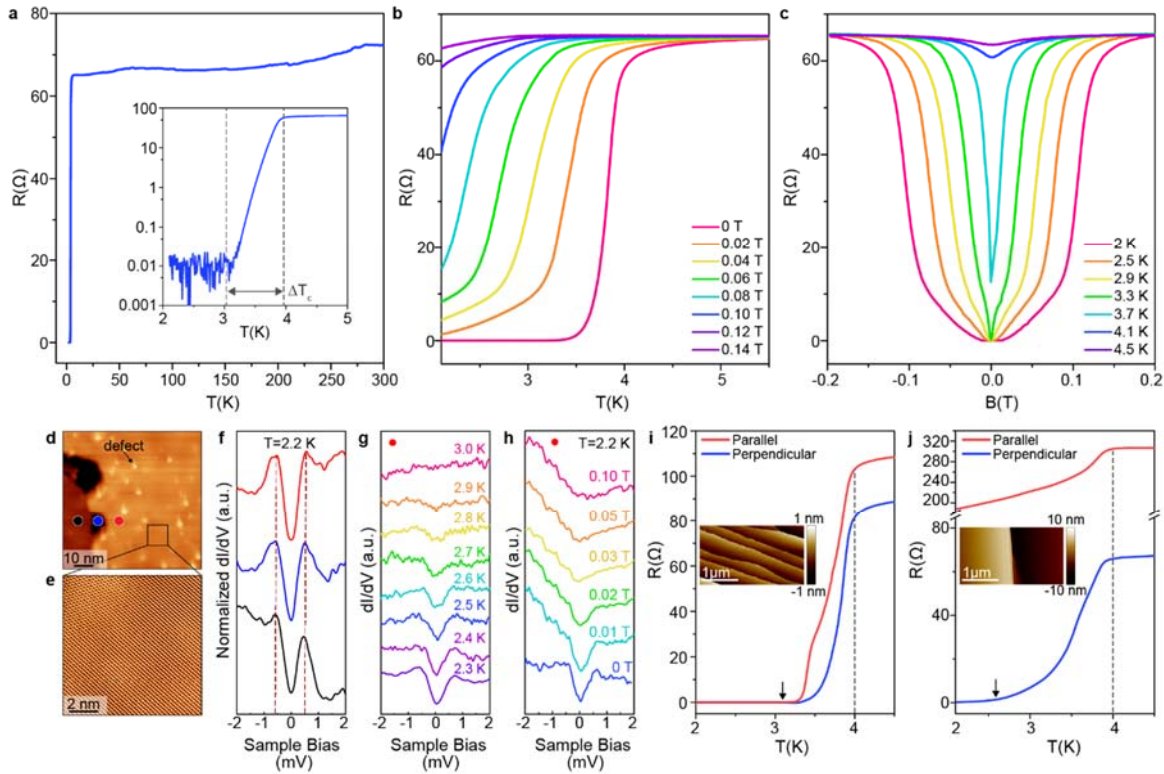 a
R(Ω)
80
60
40
20
0
0 50 100 150 200 250 300
T(K)
R(Ω)
100
10
1
0.1
0.01
0.001
ΔTc
2 3 4 5
T(K)
b
R(Ω)
60
40
20
0
0 T
0.02 T
0.04 T
0.06 T
0.08 T
0.10 T
0.12 T
0.14 T
3 4 5
T(K)
c
R(Ω)
60
40
20
0
2 K
2.5 K
2.9 K
3.3 K
3.7 K
4.1 K
4.5 K
-0.2 -0.1 0.0 0.1 0.2
B(T)
d
defect
10 nm
e
2 nm
f
T=2.2 K
Normalized dI/dV (a.u.)
-2 -1 0 1 2
Sample Bias
(mV)
g
dI/dV (a.u.)
3.0 K
2.9 K
2.8 K
2.7 K
2.6 K
2.5 K
2.4 K
2.3 K
-2 -1 0 1 2
Sample Bias
(mV)
h
T=2.2 K
dI/dV (a.u.)
0.10 T
0.05 T
0.03 T
0.02 T
0.01 T
0 T
-2 -1 0 1 2
Sample Bias
(mV)
i
R(Ω)
120
100
80
60
40
20
0
Parallel
Perpendicular
1 nm
1µm
-1 nm
2 3 4
T(K)
j
R(Ω)
320
280
240
200
80
40
0
Parallel
Perpendicular
10 nm
1µm
-10 nm
2 3 4 5
T(K)